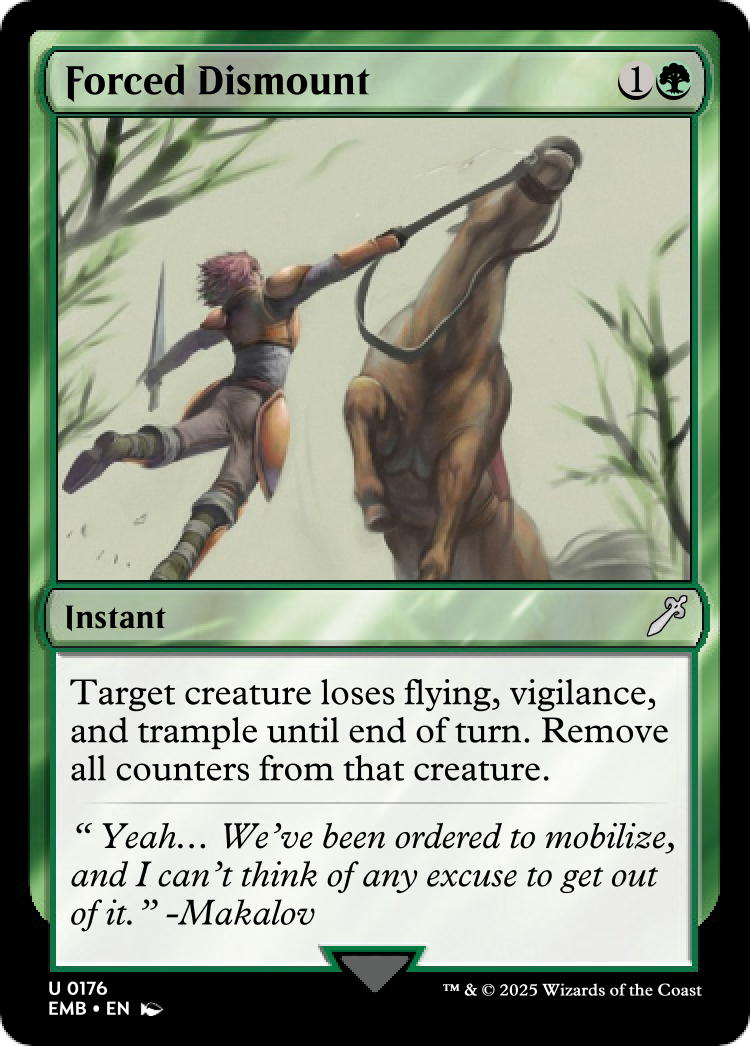 Forced Dismount 1
Instant
Target creature loses flying, vigilance,
and trample until end of turn. Remove
all counters from that creature.
“ Yeah… We’ve been ordered to mobilize,
and I can’t think of any excuse to get out
of it.” -Makalov
U 0176
EMB • EN
™ & © 2025 Wizards of the Coast